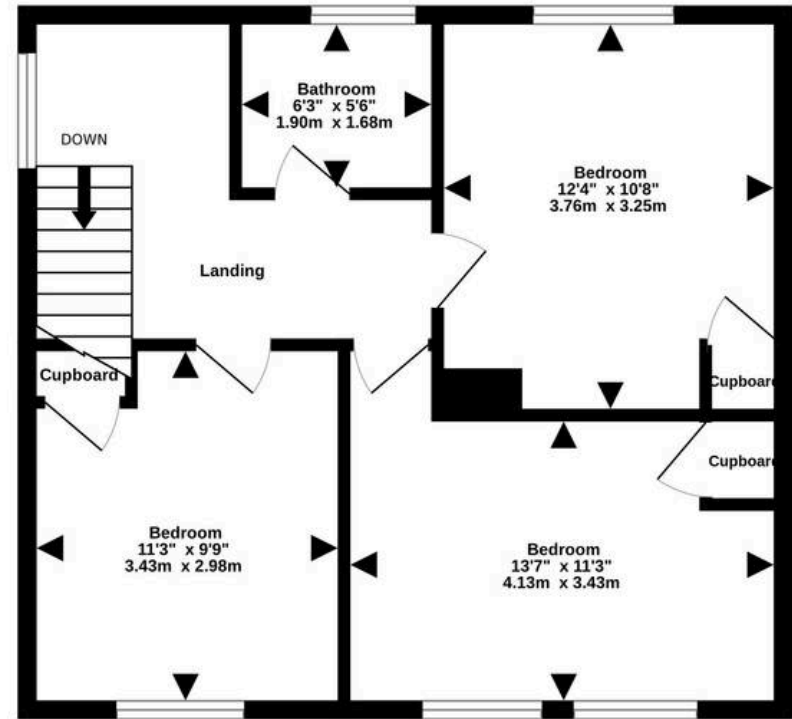 Bathroom
6'3" x 5'6"
1.90m x 1.68m
DOWN
Bedroom
12'4" x 10'8"
3.76m x 3.25m
Landing
Cupboard
Cupboard
Cupboard
Bedroom
11'3" x 9'9"
3.43m x 2.98m
Bedroom
13'7" x 11'3"
4.13m x 3.43m